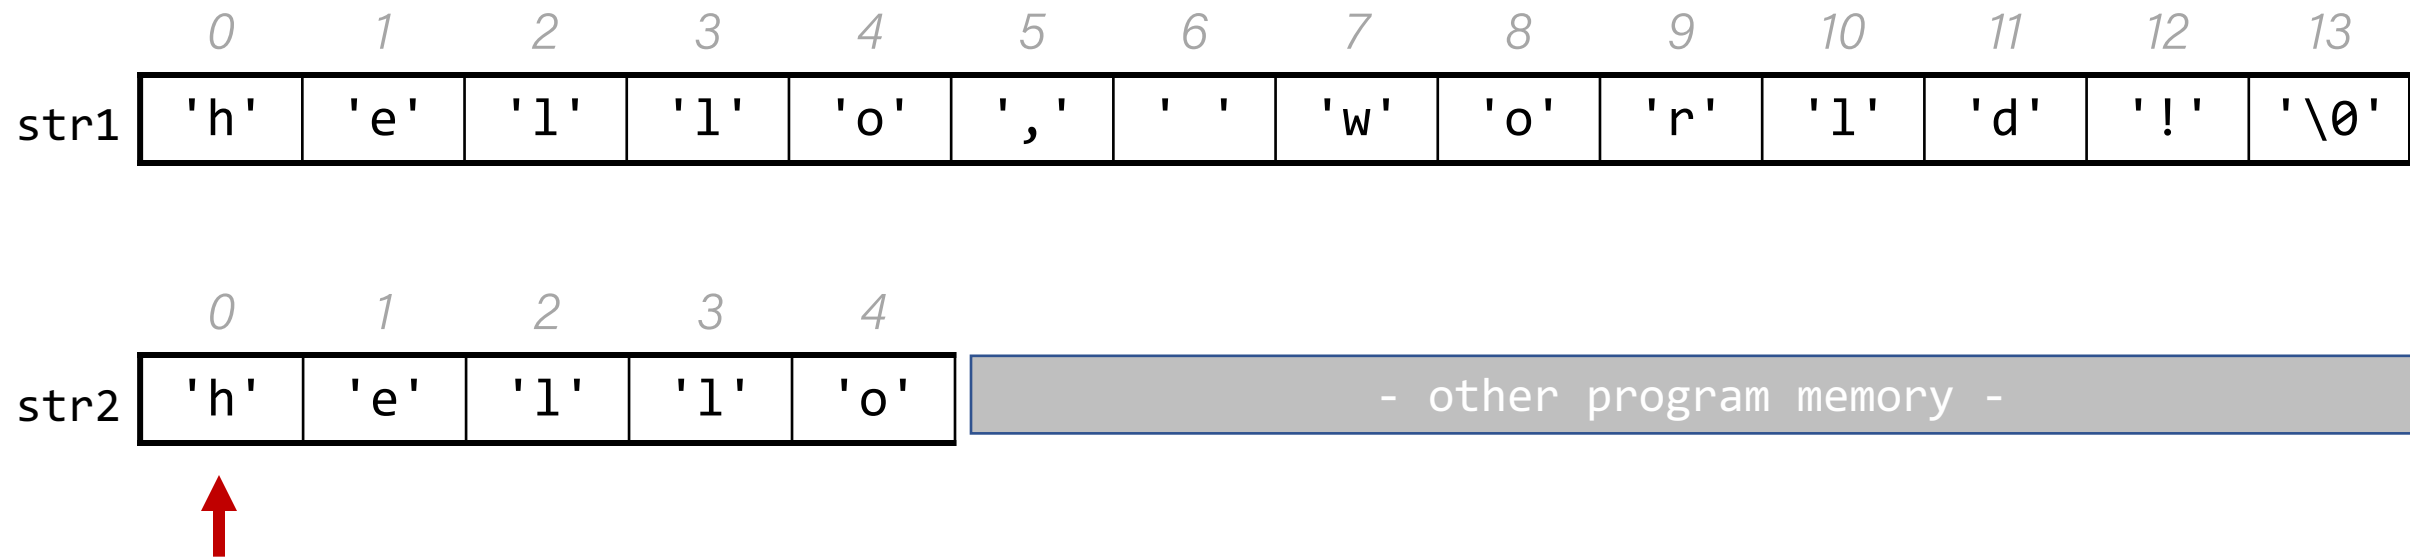 0 1 2 3 4 5 6 7 8 9 10 11 12 13
str1 'h' 'e' 'l' 'l' 'o' ',' ' ' 'w' 'o' 'r' 'l' 'd' '!' '\0'
0 1 2 3 4
str2 'h' 'e' 'l' 'l' 'o' - other program memory -